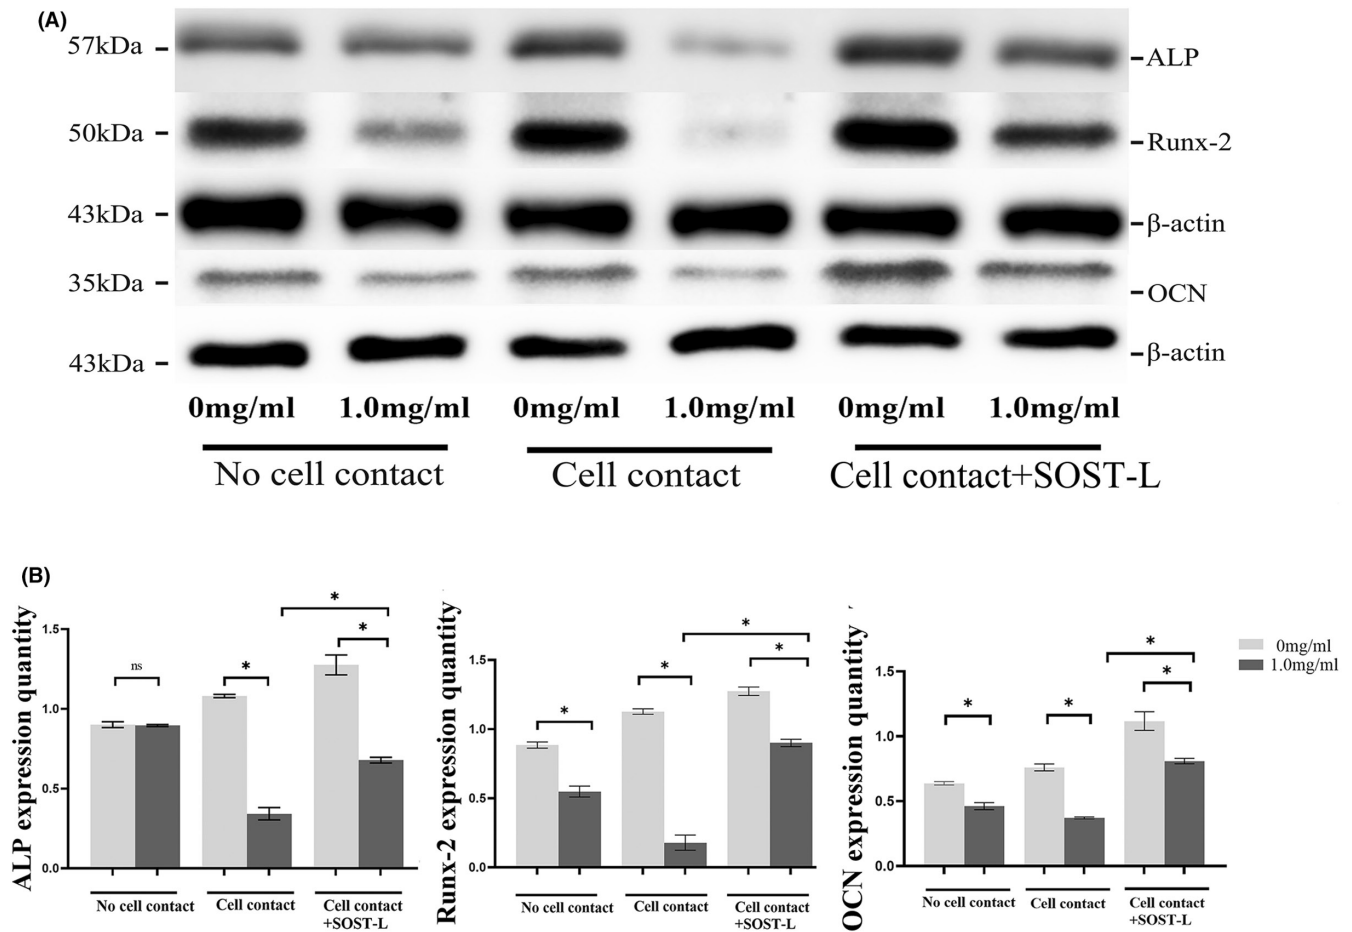 (A)
57kDa
ALP
50kDa
Runx-2
43kDa
β-actin
35kDa
OCN
43kDa
β-actin
0mg/ml 1.0mg/ml 0mg/ml 1.0mg/ml 0mg/ml 1.0mg/ml
No cell contact Cell contact Cell contact+SOST-L
(B)
ALP expression quantity
1.5
1.0
0.5
0.0
ns
*
*
*
No cell contact Cell contact Cell contact
+SOST-L
Runx-2 expression quantity
1.5
1.0
0.5
0.0
*
*
*
*
No cell contact Cell contact Cell contact
+SOST-L
OCN expression quantity
1.5
1.0
0.5
0.0
*
*
*
*
No cell contact Cell contact Cell contact
+SOST-L
0mg/ml
1.0mg/ml